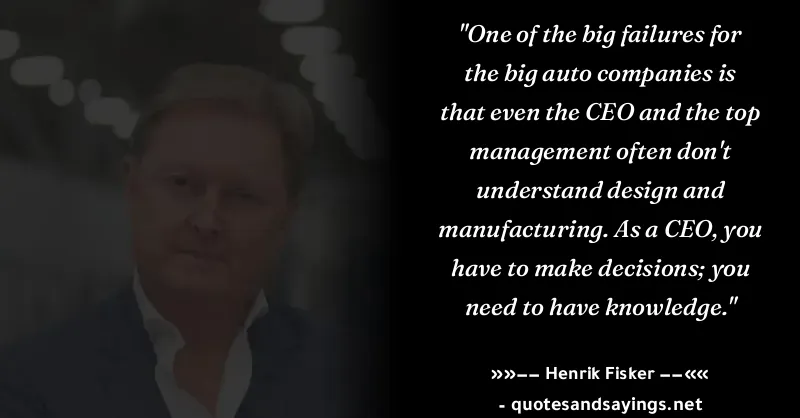 "One of the big failures for
the big auto companies is
that even the CEO and the top
management often don't
understand design and
manufacturing. As a CEO, you
have to make decisions; you
need to have knowledge."
»»−− Henrik Fisker −−««
- quotesandsayings.net